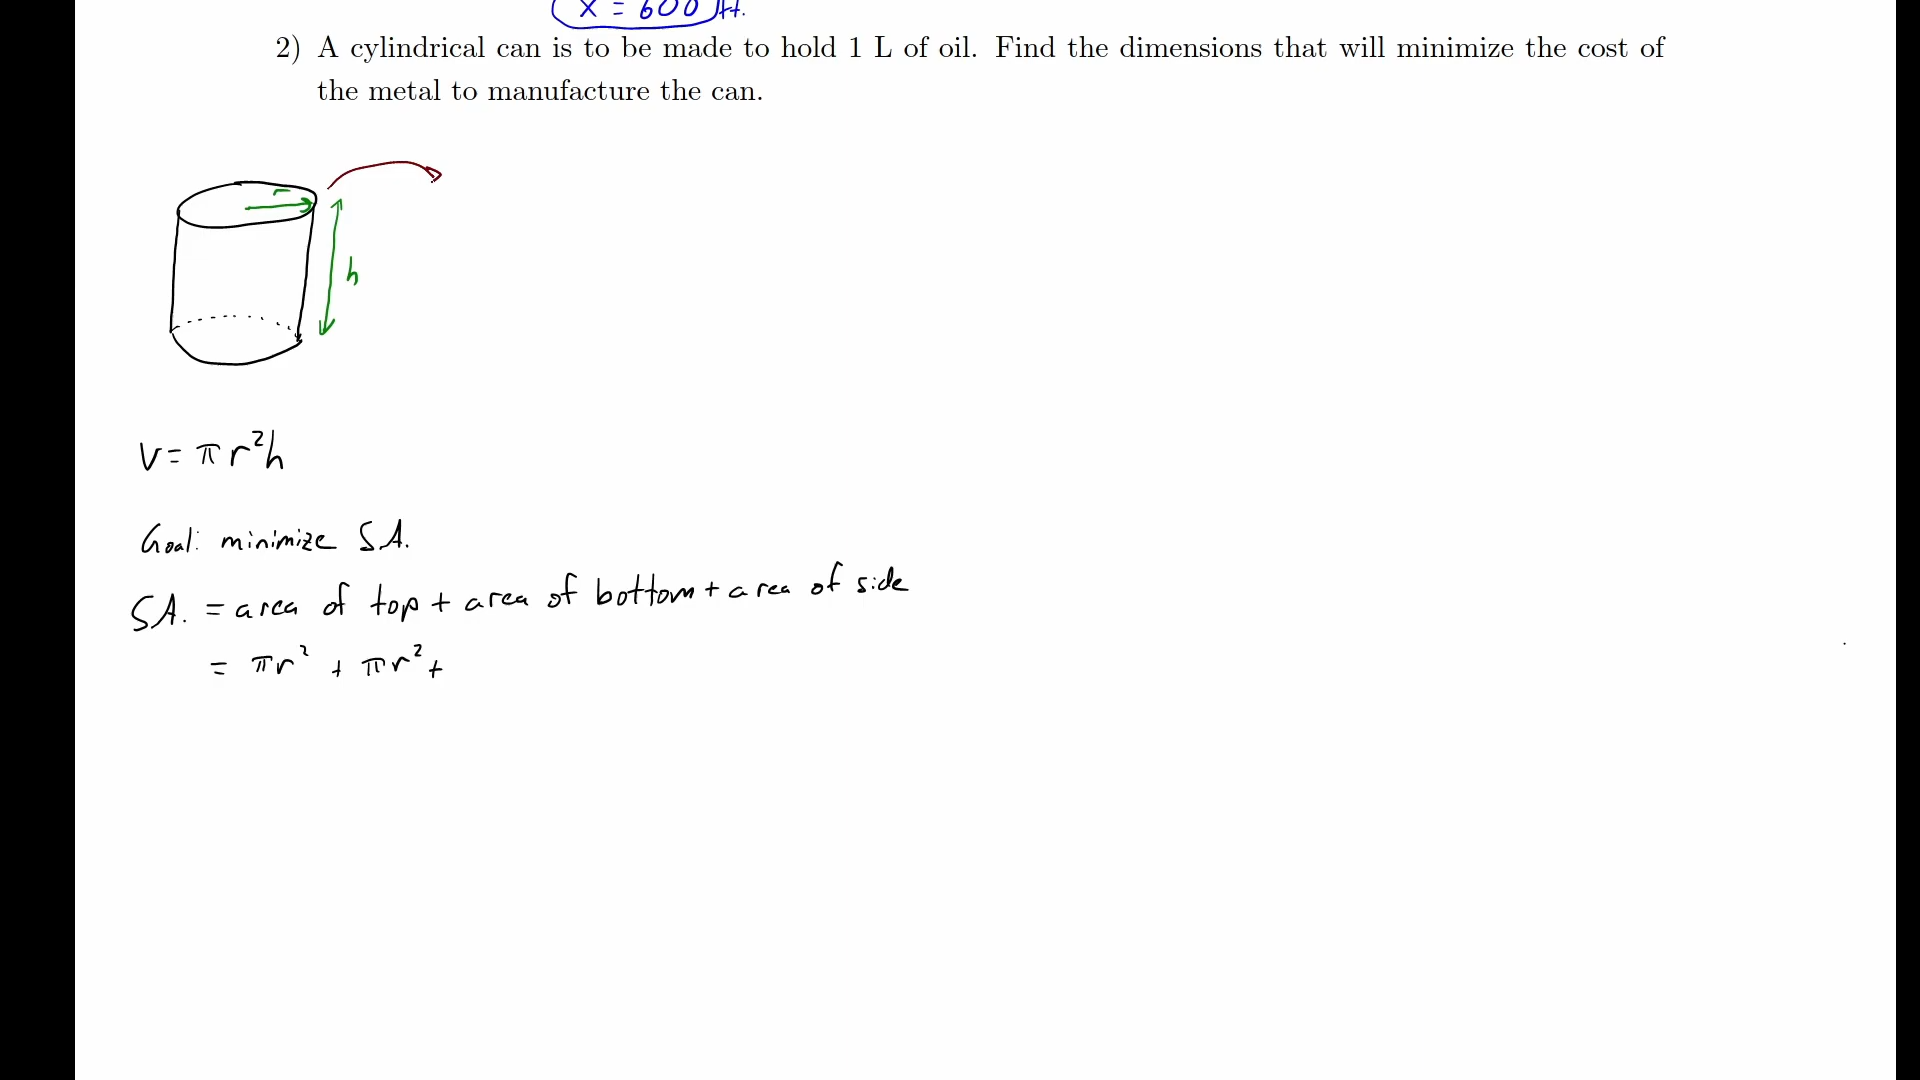 x = 600 ft.
2) A cylindrical can is to be made to hold 1 L of oil. Find the dimensions that will minimize the cost of
the metal to manufacture the can.
r
h
V = πr²h
Goal: minimize SA.
SA. = area of top + area of bottom + area of side
= πr² + πr² +